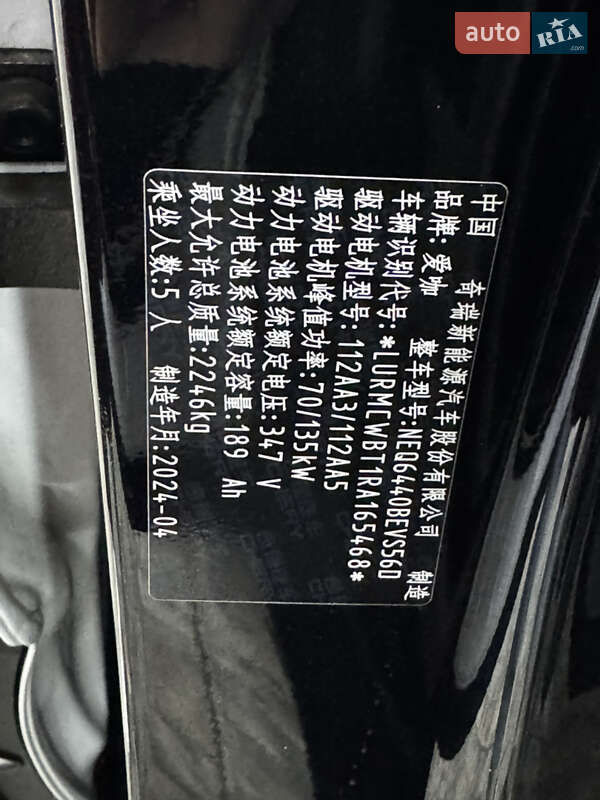 auto
RIA
.com
中国 奇瑞新能源汽车股份有限公司 制造
品牌:爱咖 整车型号:NEQ6440BEVS56D
车辆识别代号:*LURMCWBT1RA165468*
驱动电机型号:112AA3/112AA5
驱动电机峰值功率:70/135kW
动力电池系统额定电压:347 V
动力电池系统额定容量:189 Ah
最大允许总质量:2246kg
乘坐人数:5 人 制造年月:2024-04